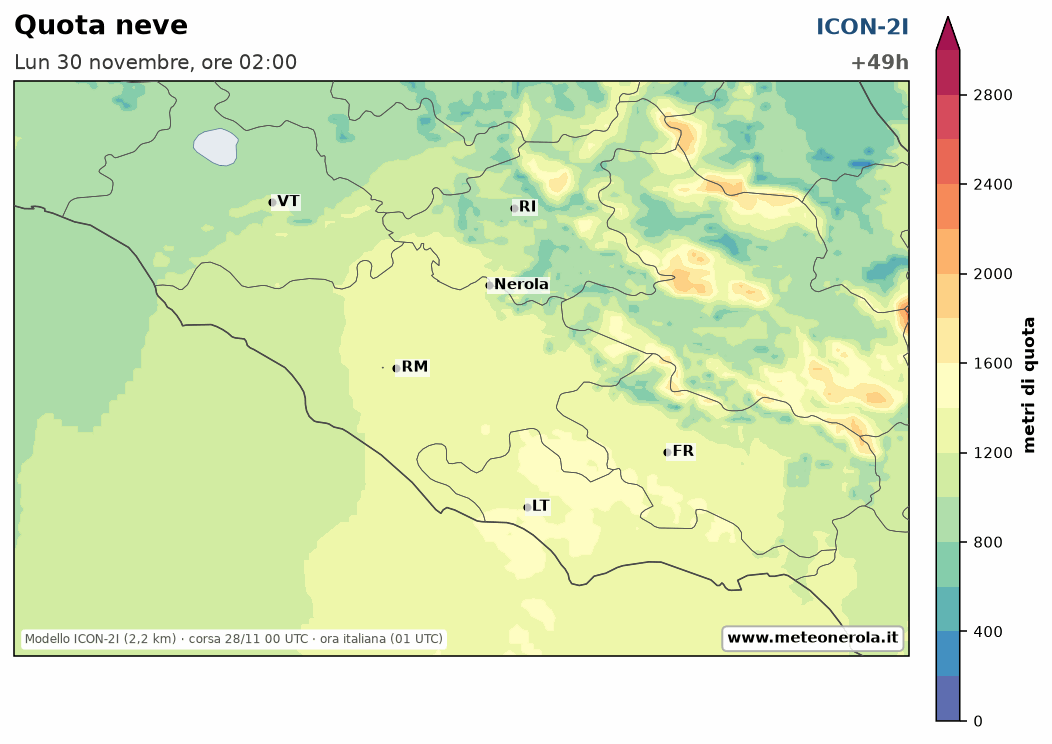 Quota neve
ICON-2I
Lun 30 novembre, ore 02:00
+49h
VT
RI
Nerola
RM
FR
LT
2800
2400
2000
1600
1200
800
400
0
metri di quota
Modello ICON-2I (2,2 km) · corsa 28/11 00 UTC · ora italiana (01 UTC)
www.meteonerola.it